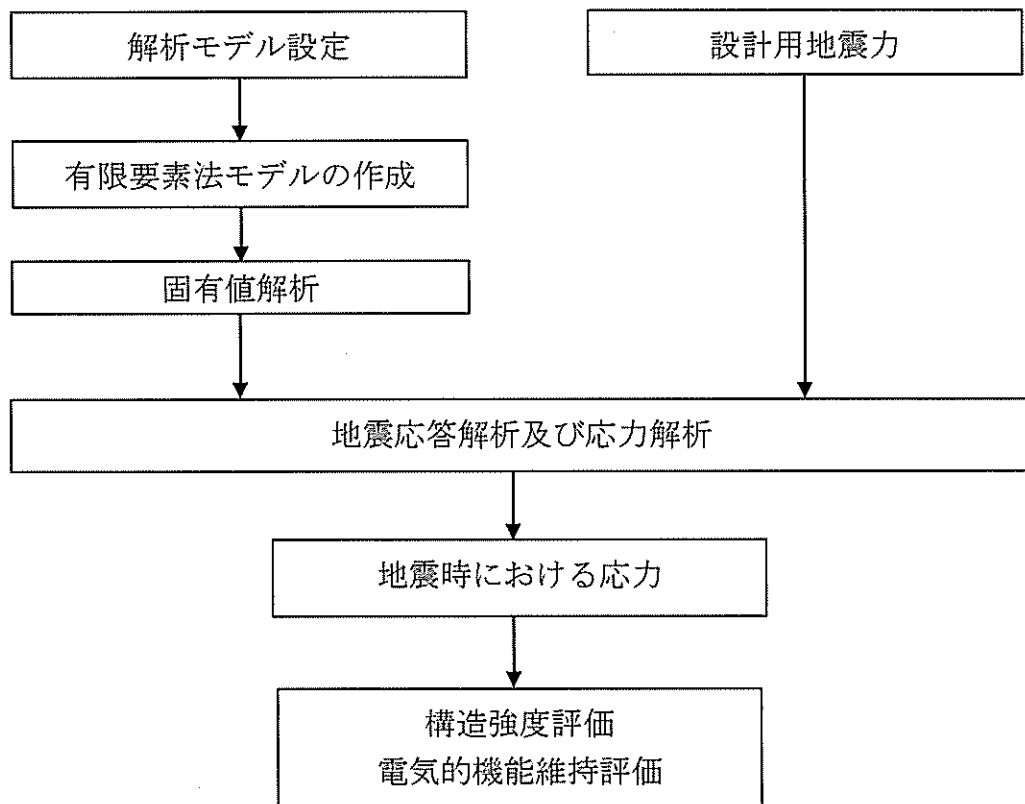 解析モデル設定
設計用地震力
有限要素法モデルの作成
固有値解析
地震応答解析及び応力解析
地震時における応力
構造強度評価
電気的機能維持評価